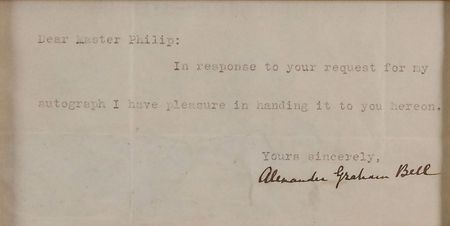 Dear Master Philip:
In response to your request for my
autograph I have pleasure in handing it to you hereon.
Yours sincerely,
Alexander Graham Bell